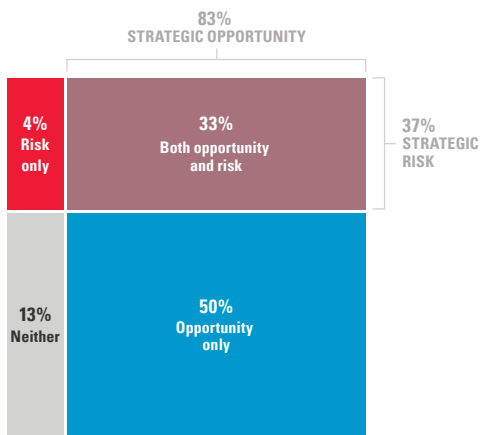 83%
STRATEGIC OPPORTUNITY
4%
Risk
only
33%
Both opportunity
and risk
37%
STRATEGIC
RISK
13%
Neither
50%
Opportunity
only